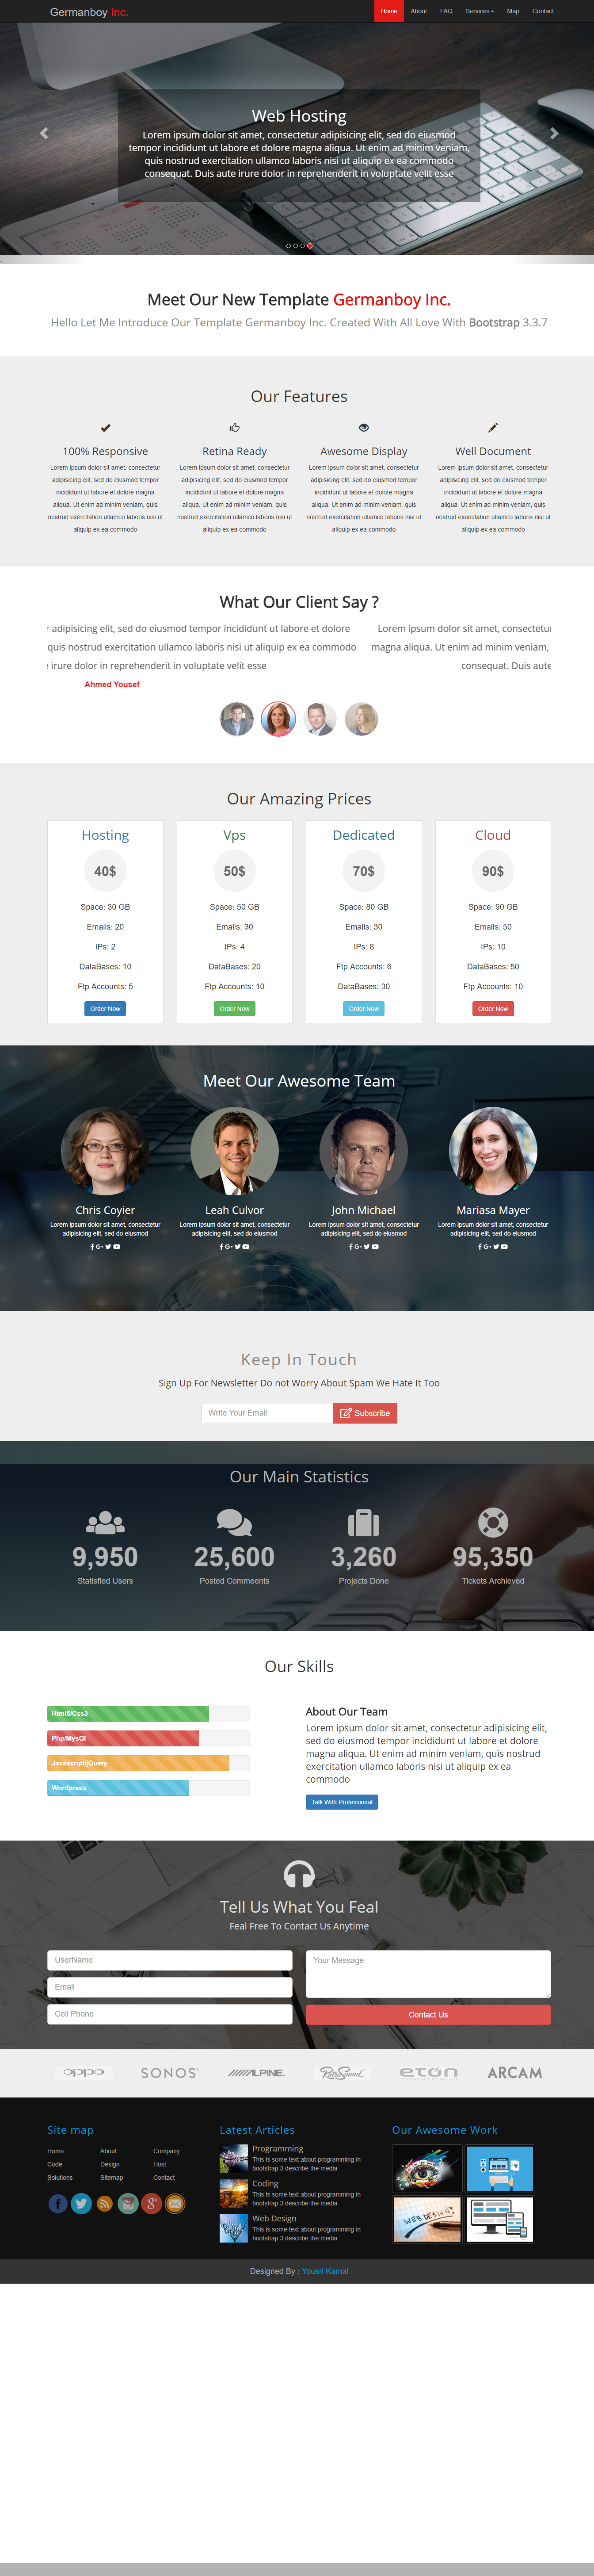 Germanboy Inc.
Home About FAQ Services Map Contact
Web Hosting
Lorem ipsum dolor sit amet, consectetur adipisicing elit, sed do eiusmod
tempor incididunt ut labore et dolore magna aliqua. Ut enim ad minim veniam,
quis nostrud exercitation ullamco laboris nisi ut aliquip ex ea commodo
consequat. Duis aute irure dolor in reprehenderit in voluptate velit esse
Meet Our New Template Germanboy Inc.
Hello Let Me Introduce Our Template Germanboy Inc. Created With All Love With Bootstrap 3.3.7
Our Features
100% Responsive
Lorem ipsum dolor sit amet, consectetur
adipisicing elit, sed do eiusmod tempor
incididunt ut labore et dolore magna
aliqua. Ut enim ad minim veniam, quis
nostrud exercitation ullamco laboris nisi ut
aliquip ex ea commodo
Retina Ready
Lorem ipsum dolor sit amet, consectetur
adipisicing elit, sed do eiusmod tempor
incididunt ut labore et dolore magna
aliqua. Ut enim ad minim veniam, quis
nostrud exercitation ullamco laboris nisi ut
aliquip ex ea commodo
Awesome Display
Lorem ipsum dolor sit amet, consectetur
adipisicing elit, sed do eiusmod tempor
incididunt ut labore et dolore magna
aliqua. Ut enim ad minim veniam, quis
nostrud exercitation ullamco laboris nisi ut
aliquip ex ea commodo
Well Document
Lorem ipsum dolor sit amet, consectetur
adipisicing elit, sed do eiusmod tempor
incididunt ut labore et dolore magna
aliqua. Ut enim ad minim veniam, quis
nostrud exercitation ullamco laboris nisi ut
aliquip ex ea commodo
What Our Client Say ?
adipisicing elit, sed do eiusmod tempor incididunt ut labore et dolore
quis nostrud exercitation ullamco laboris nisi ut aliquip ex ea commodo
irure dolor in reprehenderit in voluptate velit esse
Ahmed Yousef
Lorem ipsum dolor sit amet, consectetu
magna aliqua. Ut enim ad minim veniam,
consequat. Duis aute
Our Amazing Prices
Hosting
40$
Space: 30 GB
Emails: 20
IPs: 2
DataBases: 10
Ftp Accounts: 5
Order Now
Vps
50$
Space: 50 GB
Emails: 30
IPs: 4
DataBases: 20
Ftp Accounts: 10
Order Now
Dedicated
70$
Space: 80 GB
Emails: 30
IPs: 8
Ftp Accounts: 6
DataBases: 30
Order Now
Cloud
90$
Space: 90 GB
Emails: 50
IPs: 10
DataBases: 50
Ftp Accounts: 10
Order Now
Meet Our Awesome Team
Chris Coyier
Lorem ipsum dolor sit amet, consectetur
adipisicing elit, sed do eiusmod
Leah Culvor
Lorem ipsum dolor sit amet, consectetur
adipisicing elit, sed do eiusmod
John Michael
Lorem ipsum dolor sit amet, consectetur
adipisicing elit, sed do eiusmod
Mariasa Mayer
Lorem ipsum dolor sit amet, consectetur
adipisicing elit, sed do eiusmod
Keep In Touch
Sign Up For Newsletter Do not Worry About Spam We Hate It Too
Write Your Email
Subscribe
Our Main Statistics
9,950
Statisfied Users
25,600
Posted Commeents
3,260
Projects Done
95,350
Tickets Archieved
Our Skills
Html5/Css3
Php/MysQl
Javascript/jQuery
Wordpress
About Our Team
Lorem ipsum dolor sit amet, consectetur adipisicing elit,
sed do eiusmod tempor incididunt ut labore et dolore
magna aliqua. Ut enim ad minim veniam, quis nostrud
exercitation ullamco laboris nisi ut aliquip ex ea
commodo
Talk With Professional
Tell Us What You Feal
Feal Free To Contact Us Anytime
UserName
Email
Cell Phone
Your Message
Contact Us
oppo
SONOS
ALPINE
RetroSound
eton
ARCAM
Site map
Home About Company
Code Design Host
Solutions Sitemap Contact
Latest Articles
Programming
This is some text about programming in
bootstrap 3 describe the media
Coding
This is some text about programming in
bootstrap 3 describe the media
Web Design
This is some text about programming in
bootstrap 3 describe the media
Our Awesome Work
WEB DESIGN
Designed By : Yousri Kamal